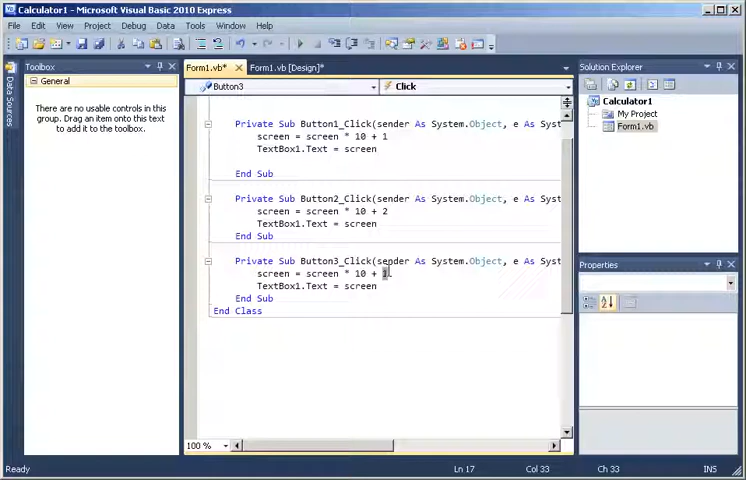 Calculator1 - Microsoft Visual Basic 2010 Express
File Edit View Project Debug Data Tools Window Help
Toolbox
General
There are no usable controls in this
group. Drag an item onto this text
to add it to the toolbox.
Data Sources
Form1.vb* Form1.vb [Design]*
Button3 Click
Private Sub Button1_Click(sender As System.Object, e As Syst
screen = screen * 10 + 1
TextBox1.Text = screen
End Sub
Private Sub Button2_Click(sender As System.Object, e As Syst
screen = screen * 10 + 2
TextBox1.Text = screen
End Sub
Private Sub Button3_Click(sender As System.Object, e As Syst
screen = screen * 10 + 1
TextBox1.Text = screen
End Sub
End Class
100 %
Solution Explorer
Calculator1
My Project
Form1.vb
Properties
Ready Ln 17 Col 33 Ch 33 INS